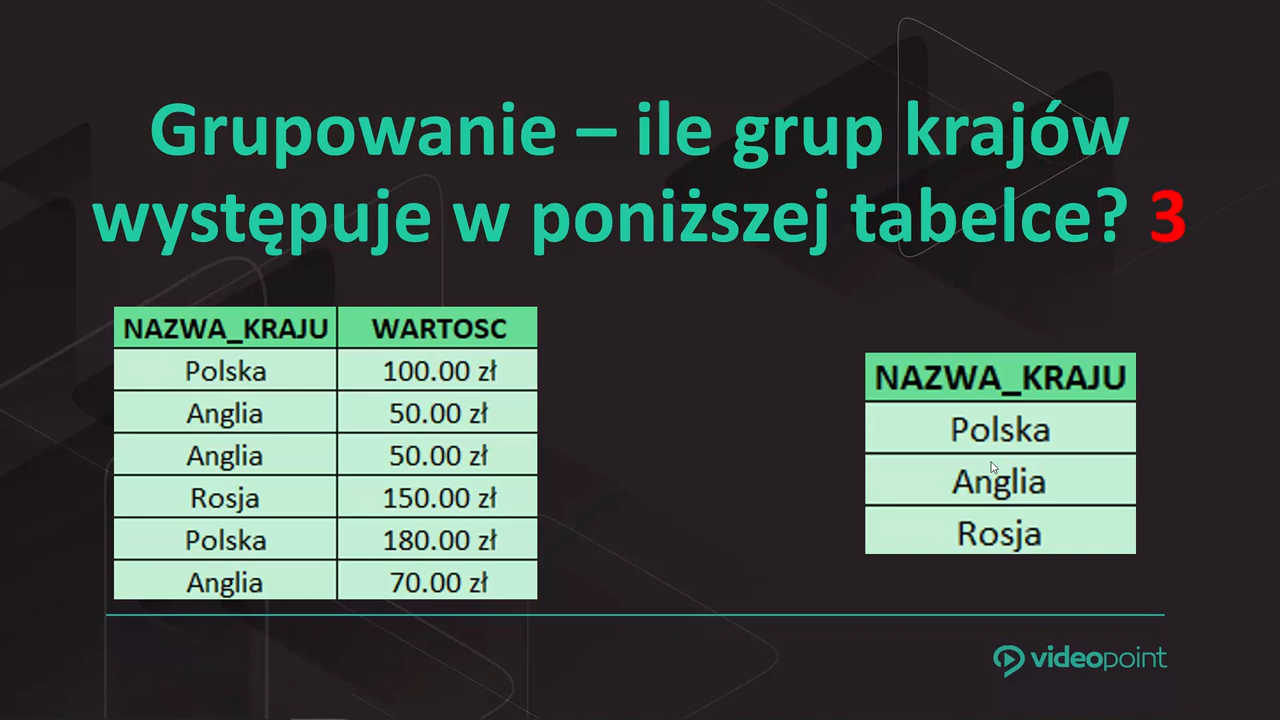 Grupowanie – ile grup krajów
występuje w poniższej tabelce? 3
NAZWA_KRAJU WARTOSC
Polska 100.00 zł
Anglia 50.00 zł
Anglia 50.00 zł
Rosja 150.00 zł
Polska 180.00 zł
Anglia 70.00 zł
NAZWA_KRAJU
Polska
Anglia
Rosja
videopoint